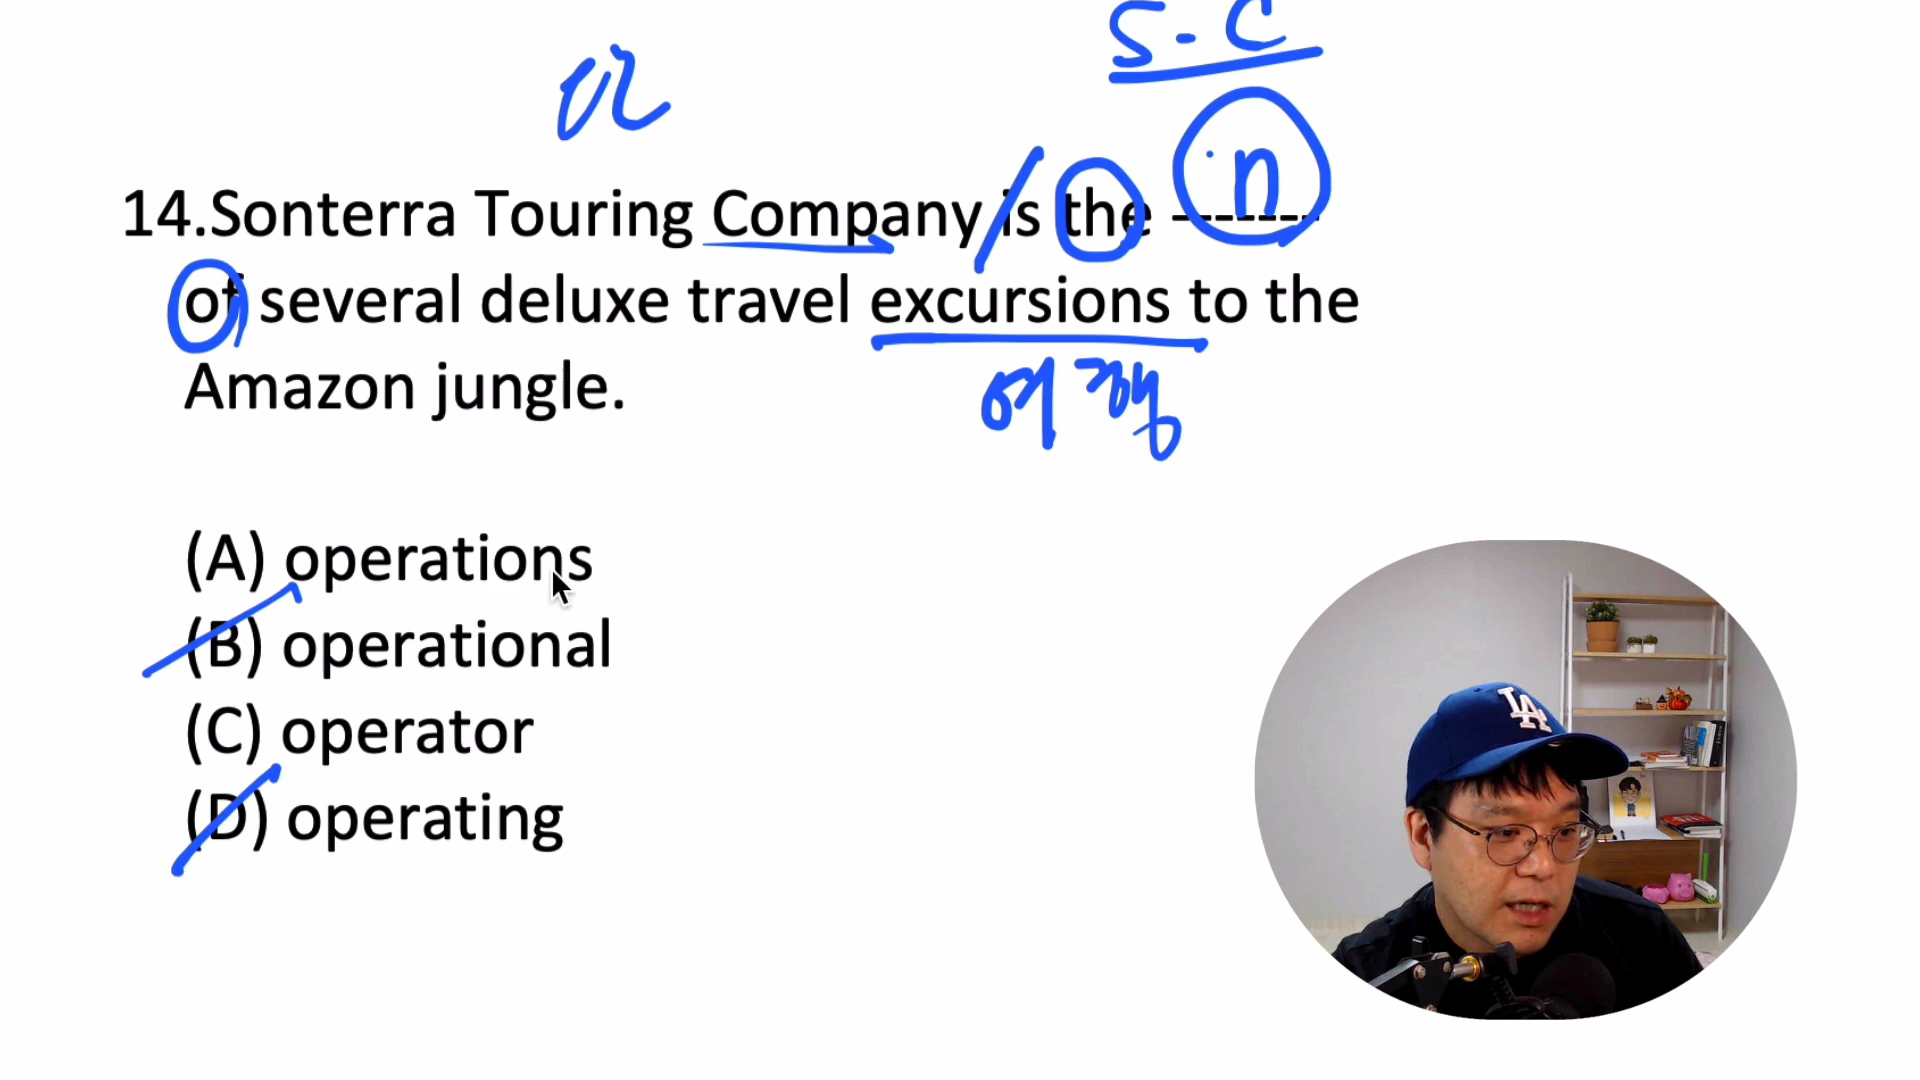 S-C
n
14.Sonterra Touring Company is the -------
of several deluxe travel excursions to the
Amazon jungle.
여행
(A) operations
(B) operational
(C) operator
(D) operating
LA